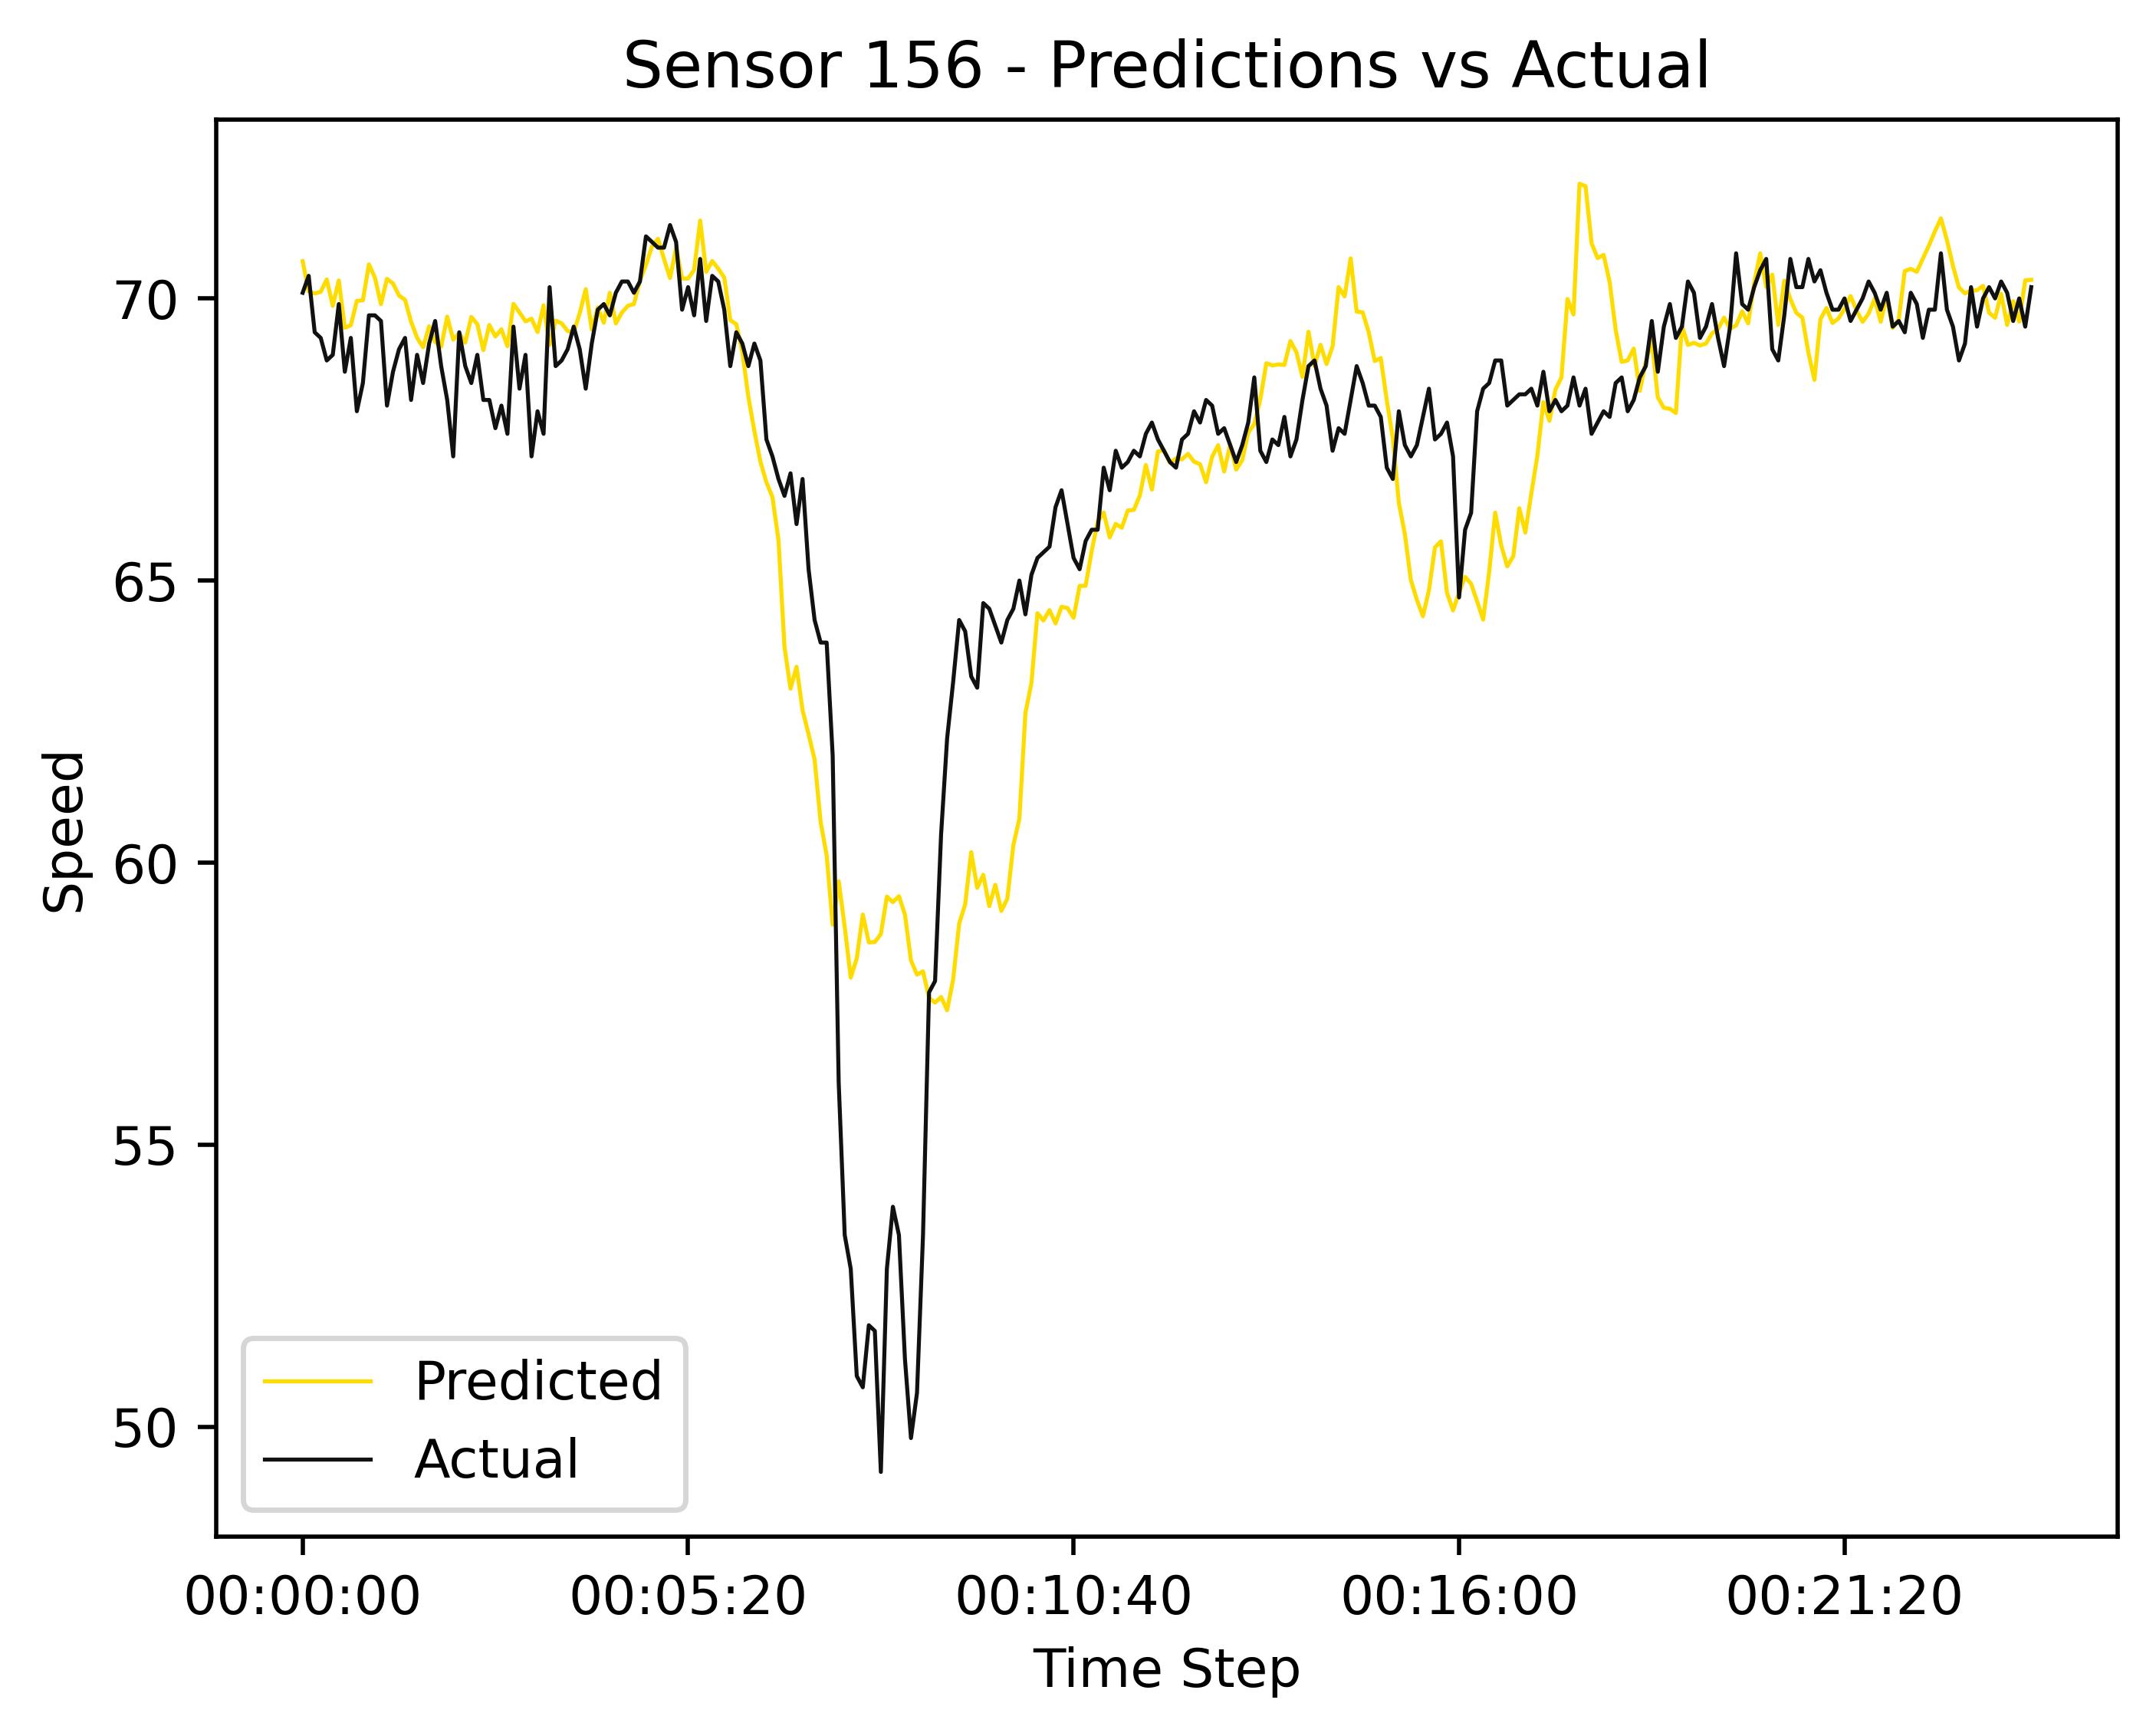 Sensor 156 - Predictions vs Actual
70
65
60
55
50
Speed
Predicted
Actual
00:00:00 00:05:20 00:10:40 00:16:00 00:21:20
Time Step